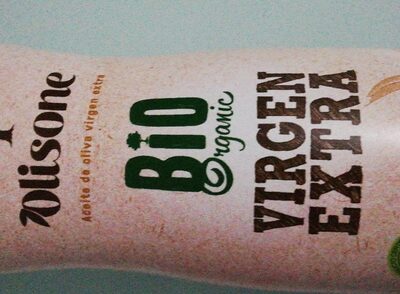 Olisone
Aceite de oliva virgen extra
BIO
Organic
VIRGEN
EXTRA